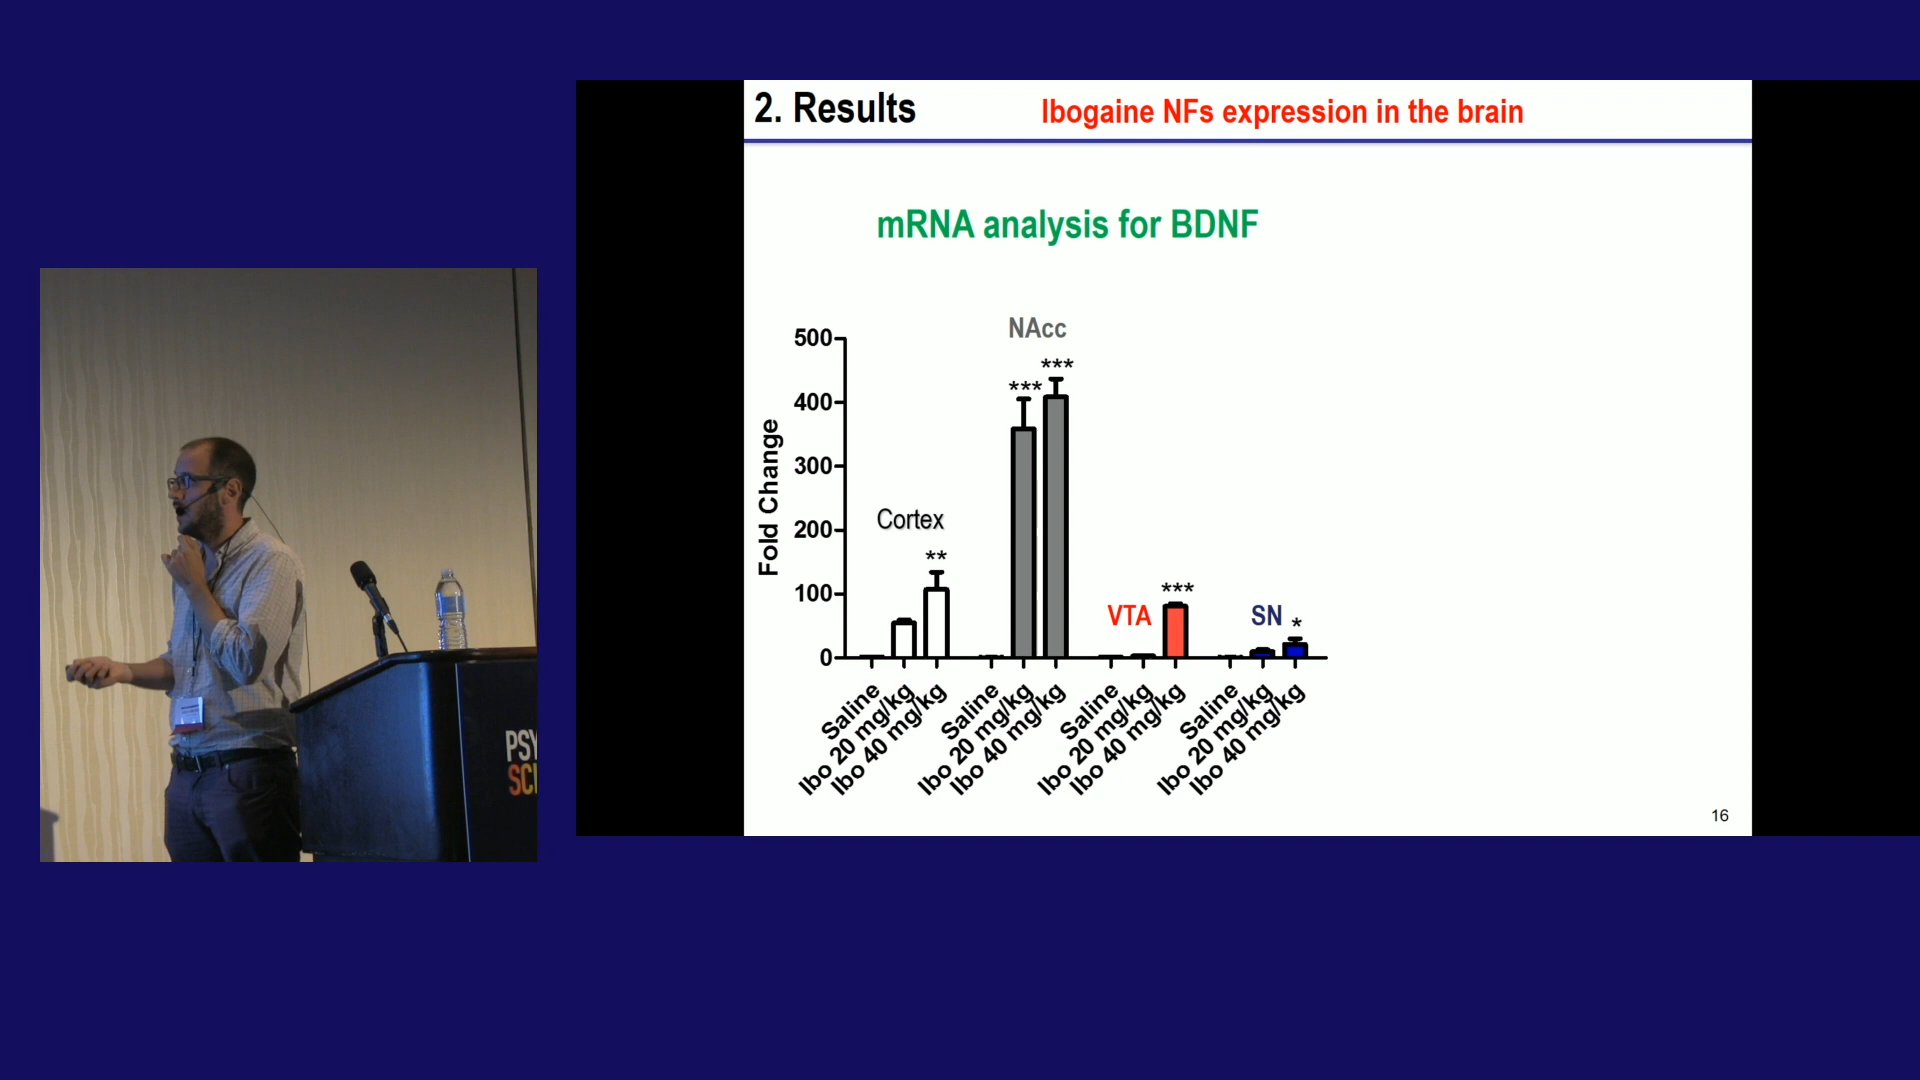 2. Results
Ibogaine NFs expression in the brain
mRNA analysis for BDNF
Fold Change
500
400
300
200
100
0
Cortex
**
NAcc
***
***
VTA
***
SN
*
Saline
Ibo 20 mg/kg
Ibo 40 mg/kg
Saline
Ibo 20 mg/kg
Ibo 40 mg/kg
Saline
Ibo 20 mg/kg
Ibo 40 mg/kg
Saline
Ibo 20 mg/kg
Ibo 40 mg/kg
16
PSY
SCI